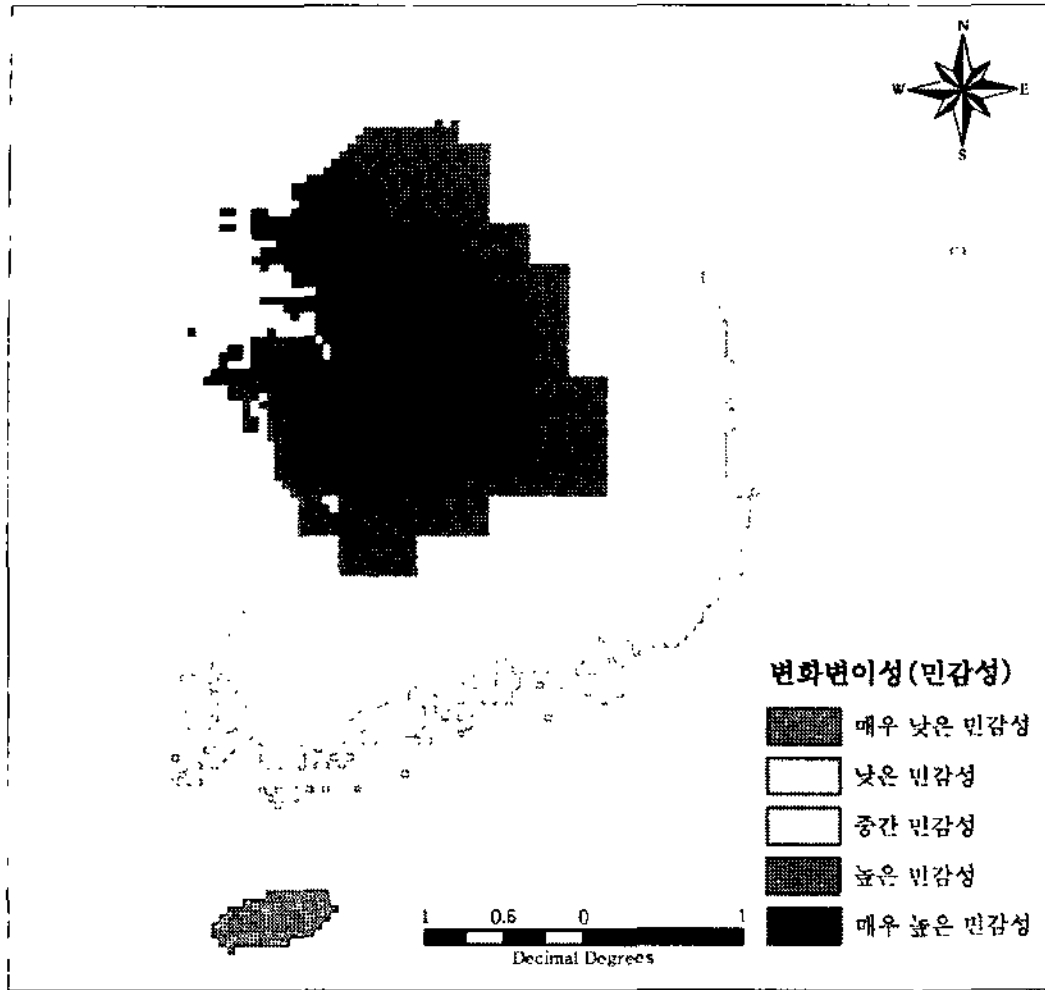 N
W E
S
변화변이성(민감성)
매우 낮은 민감성
낮은 민감성
중간 민감성
높은 민감성
매우 높은 민감성
1 0.5 0 1
Decimal Degrees